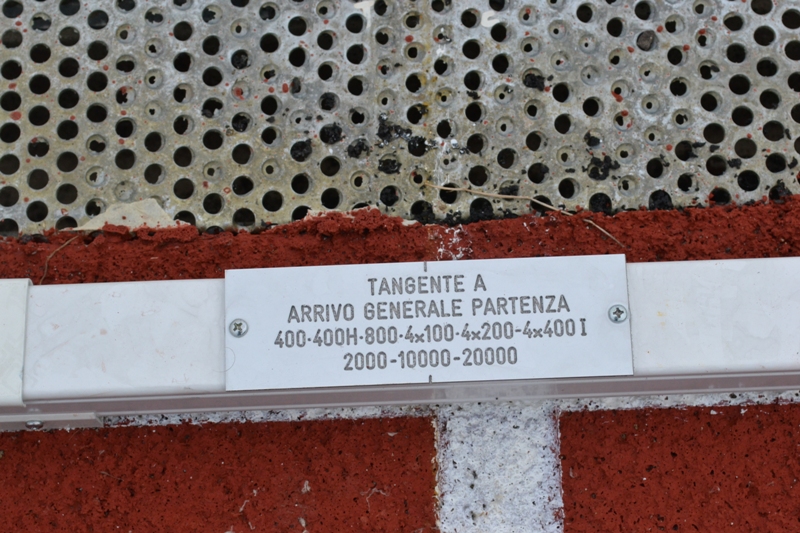 TANGENTE A
ARRIVO GENERALE PARTENZA
400·400H·800·4x100·4x200-4x400 I
2000-10000-20000